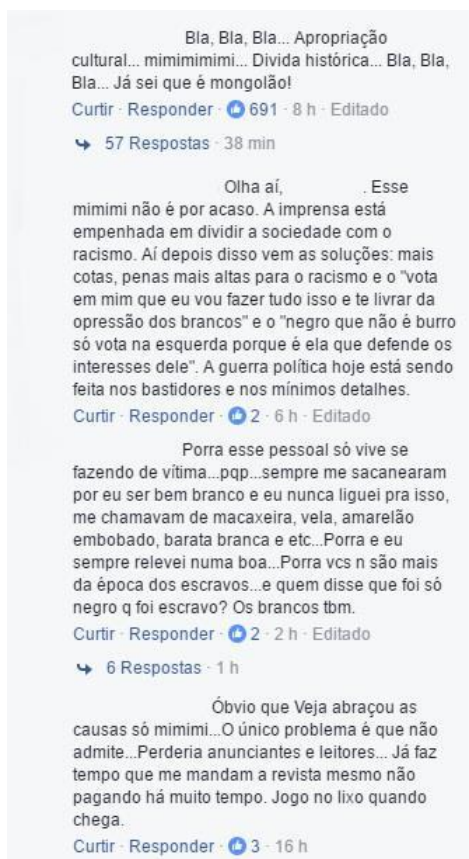 Bla, Bla, Bla... Apropriação
cultural... mimimimimi... Divida histórica... Bla, Bla,
Bla... Já sei que é mongolão!
Curtir · Responder · 691 · 8 h · Editado
57 Respostas · 38 min
Olha aí, . Esse
mimimi não é por acaso. A imprensa está
empenhada em dividir a sociedade com o
racismo. Aí depois disso vem as soluções: mais
cotas, penas mais altas para o racismo e o "vota
em mim que eu vou fazer tudo isso e te livrar da
opressão dos brancos" e o "negro que não é burro
só vota na esquerda porque é ela que defende os
interesses dele". A guerra política hoje está sendo
feita nos bastidores e nos mínimos detalhes.
Curtir · Responder · 2 · 6 h · Editado
Porra esse pessoal só vive se
fazendo de vítima...pqp...sempre me sacanearam
por eu ser bem branco e eu nunca liguei pra isso,
me chamavam de macaxeira, vela, amarelão
embobado, barata branca e etc...Porra e eu
sempre relevei numa boa...Porra vcs n são mais
da época dos escravos...e quem disse que foi só
negro q foi escravo? Os brancos tbm.
Curtir · Responder · 2 · 2 h · Editado
6 Respostas · 1 h
Óbvio que Veja abraçou as
causas só mimimi...O único problema é que não
admite...Perderia anunciantes e leitores... Já faz
tempo que me mandam a revista mesmo não
pagando há muito tempo. Jogo no lixo quando
chega.
Curtir · Responder · 3 · 16 h